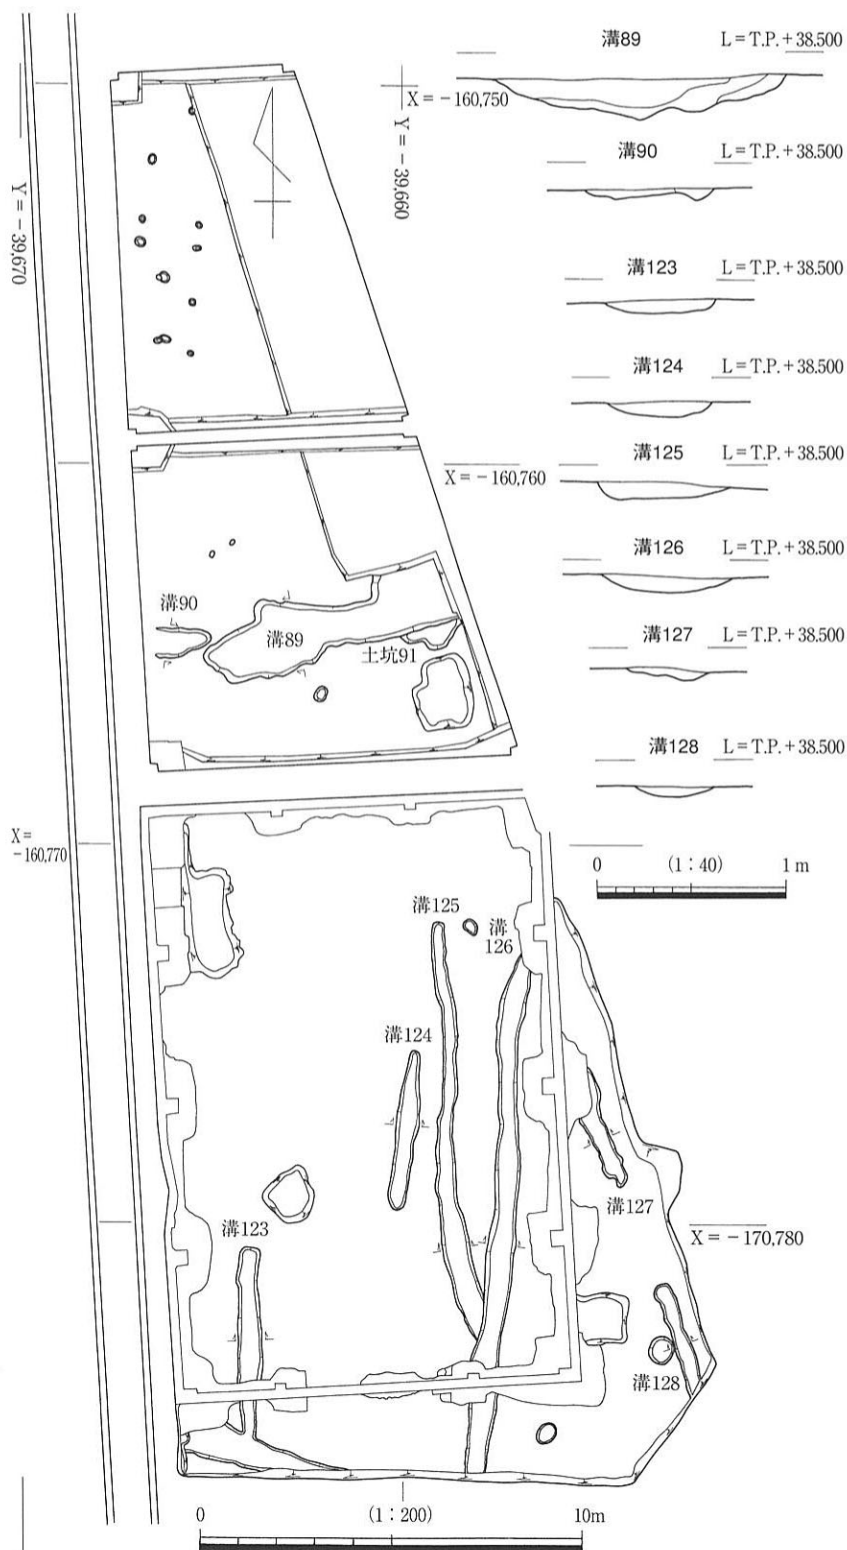 溝89 L=T.P.+38.500
X=-160,750
Y=-39,660
Y=-39,670
溝90 L=T.P.+38.500
溝123 L=T.P.+38.500
溝124 L=T.P.+38.500
溝125 L=T.P.+38.500
X=-160,760
溝126 L=T.P.+38.500
溝90
溝89
土坑91
溝127 L=T.P.+38.500
溝128 L=T.P.+38.500
X=
-160,770
0 (1:40) 1m
溝125
溝
126
溝124
溝127
溝123
X=-170,780
溝128
0 (1:200) 10m